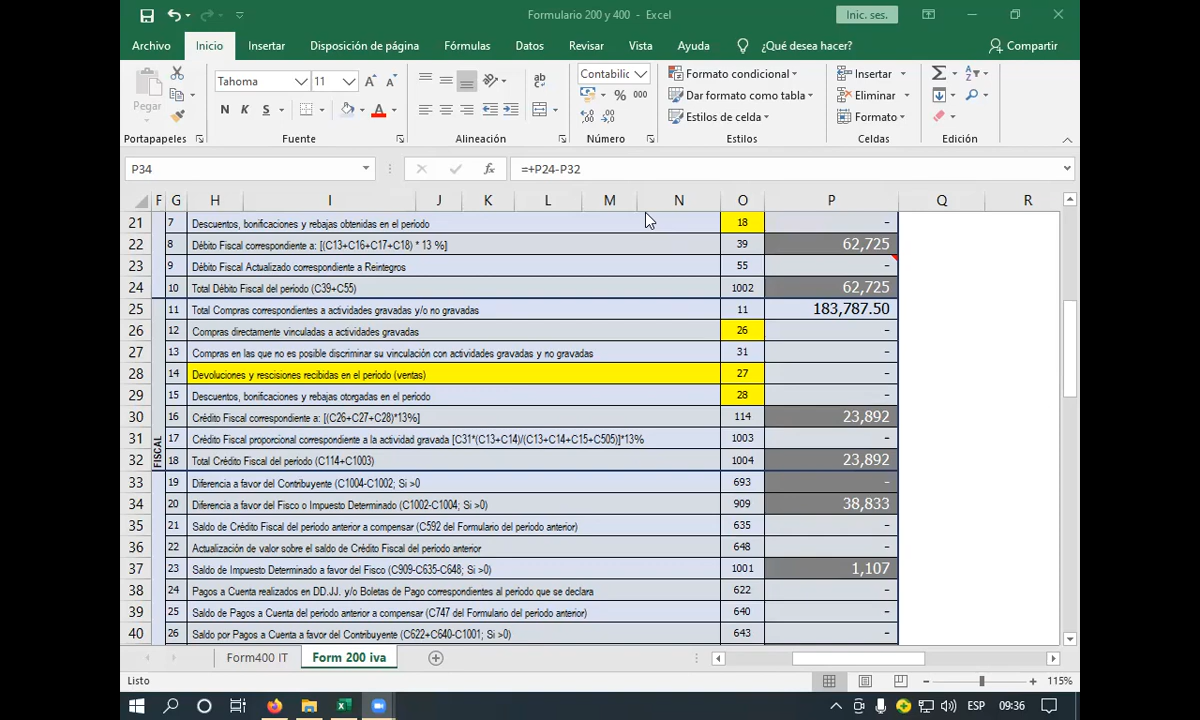 Formulario 200 y 400 - Excel
Inic. ses.
Archivo Inicio Insertar Disposición de página Fórmulas Datos Revisar Vista Ayuda ¿Qué desea hacer? Compartir
Pegar
Tahoma 11
N K S
ab
Contabilic
% 000
Formato condicional
Dar formato como tabla
Estilos de celda
Insertar
Eliminar
Formato
Portapapeles Fuente Alineación Número Estilos Celdas Edición
P34 fx =+P24-P32
F G H I J K L M N O P Q R
21 7 Descuentos, bonificaciones y rebajas obtenidas en el periodo 18 -
22 8 Débito Fiscal correspondiente a: [(C13+C16+C17+C18) * 13 %] 39 62,725
23 9 Débito Fiscal Actualizado correspondiente a Reintegros 55 -
24 10 Total Débito Fiscal del periodo (C39+C55) 1002 62,725
25 11 Total Compras correspondientes a actividades gravadas y/o no gravadas 11 183,787.50
26 12 Compras directamente vinculadas a actividades gravadas 26 -
27 13 Compras en las que no es posible discriminar su vinculación con actividades gravadas y no gravadas 31 -
28 14 Devoluciones y rescisiones recibidas en el período (ventas) 27 -
29 15 Descuentos, bonificaciones y rebajas otorgadas en el periodo 28 -
30 16 Crédito Fiscal correspondiente a: [(C26+C27+C28)*13%] 114 23,892
31 17 Crédito Fiscal proporcional correspondiente a la actividad gravada [C31*(C13+C14)/(C13+C14+C15+C505)]*13% 1003 -
32 18 Total Crédito Fiscal del periodo (C114+C1003) 1004 23,892
FISCAL
33 19 Diferencia a favor del Contribuyente (C1004-C1002; Si >0 693 -
34 20 Diferencia a favor del Fisco o Impuesto Determinado (C1002-C1004; Si >0) 909 38,833
35 21 Saldo de Crédito Fiscal del periodo anterior a compensar (C592 del Formulario del periodo anterior) 635 -
36 22 Actualización de valor sobre el saldo de Crédito Fiscal del periodo anterior 648 -
37 23 Saldo de Impuesto Determinado a favor del Fisco (C909-C635-C648; Si >0) 1001 1,107
38 24 Pagos a Cuenta realizados en DD.JJ. y/o Boletas de Pago correspondientes al periodo que se declara 622 -
39 25 Saldo de Pagos a Cuenta del periodo anterior a compensar (C747 del Formulario del periodo anterior) 640 -
40 26 Saldo por Pagos a Cuenta a favor del Contribuyente (C622+C640-C1001; Si >0) 643 -
Form400 IT Form 200 iva
Listo 115%
ESP 09:36